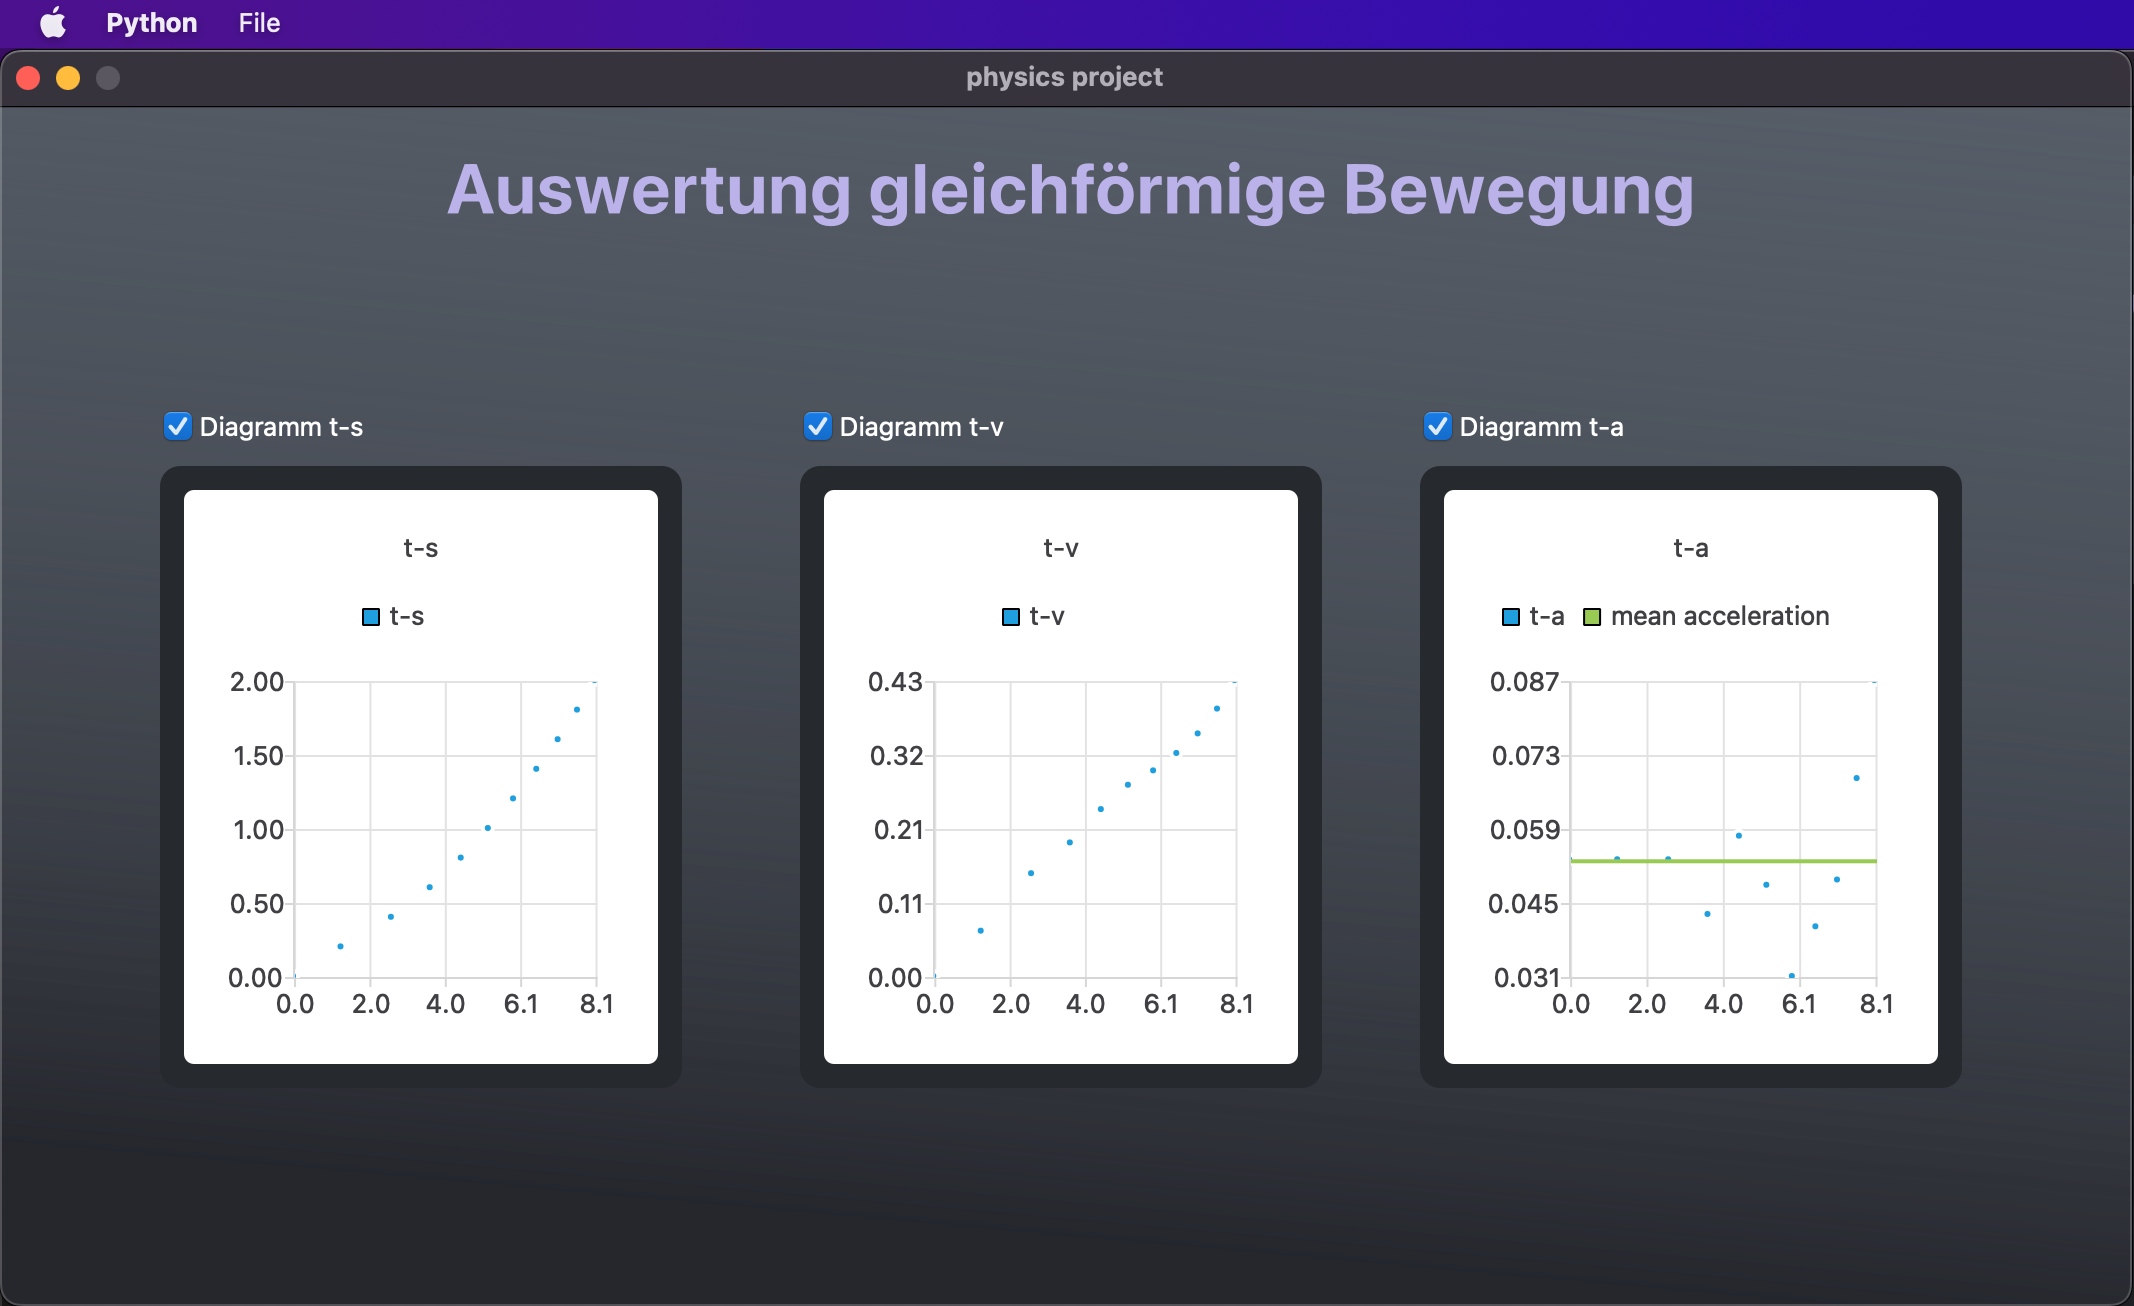 Python File
physics project
Auswertung gleichförmige Bewegung
Diagramm t-s
t-s
t-s
2.00
1.50
1.00
0.50
0.00
0.0 2.0 4.0 6.1 8.1
Diagramm t-v
t-v
t-v
0.43
0.32
0.21
0.11
0.00
0.0 2.0 4.0 6.1 8.1
Diagramm t-a
t-a
t-a mean acceleration
0.087
0.073
0.059
0.045
0.031
0.0 2.0 4.0 6.1 8.1